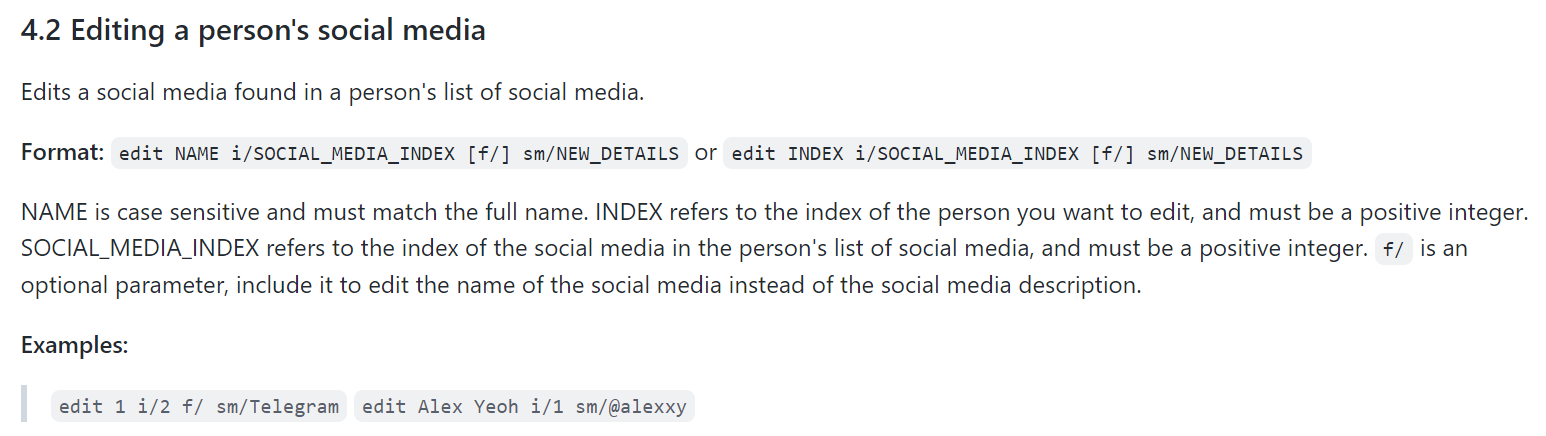 4.2 Editing a person's social media
Edits a social media found in a person's list of social media.
Format: edit NAME i/SOCIAL_MEDIA_INDEX [f/] sm/NEW_DETAILS or edit INDEX i/SOCIAL_MEDIA_INDEX [f/] sm/NEW_DETAILS
NAME is case sensitive and must match the full name. INDEX refers to the index of the person you want to edit, and must be a positive integer.
SOCIAL_MEDIA_INDEX refers to the index of the social media in the person's list of social media, and must be a positive integer. f/ is an
optional parameter, include it to edit the name of the social media instead of the social media description.
Examples:
edit 1 i/2 f/ sm/Telegram edit Alex Yeoh i/1 sm/@alexxy